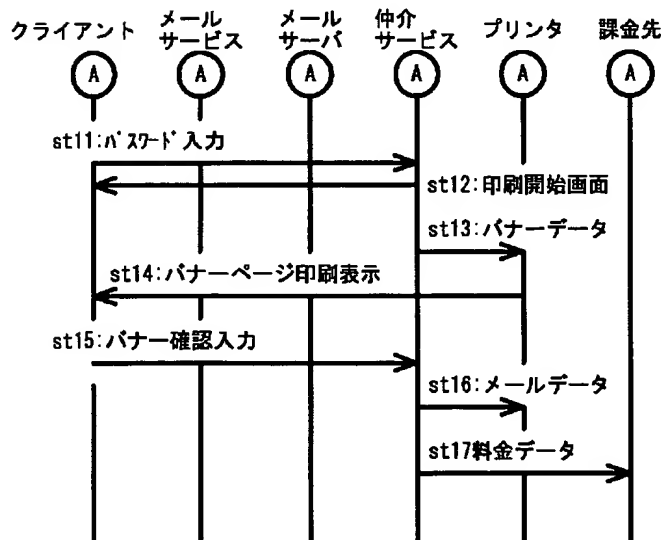 クライアント
メール
サービス
メール
サーバ
仲介
サービス
プリンタ
課金先
A
A
A
A
A
A
st11:パスワード入力
st12:印刷開始画面
st13:バナーデータ
st14:バナーページ印刷表示
st15:バナー確認入力
st16:メールデータ
st17料金データ